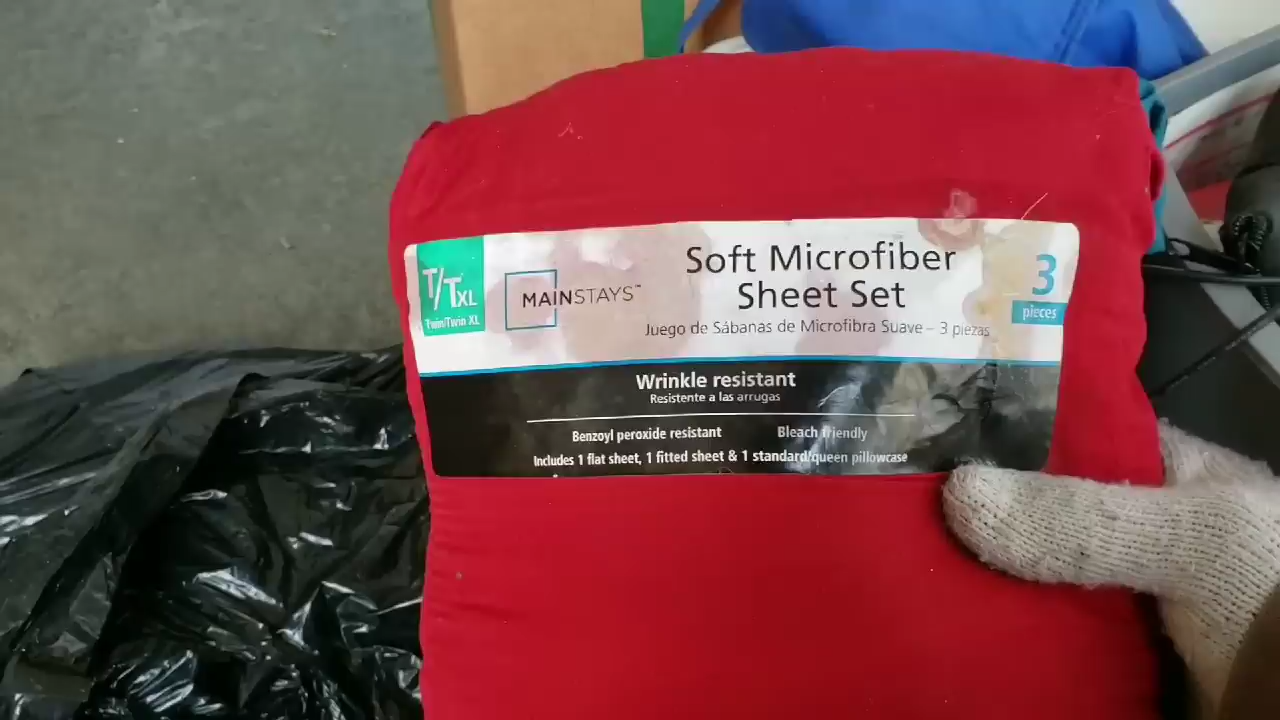 T/TXL
Twin/Twin XL
MAINSTAYS™
Soft Microfiber
Sheet Set
Juego de Sábanas de Microfibra Suave – 3 piezas
3
pieces
Wrinkle resistant
Resistente a las arrugas
Benzoyl peroxide resistant
Bleach friendly
Includes 1 flat sheet, 1 fitted sheet & 1 standard/queen pillowcase